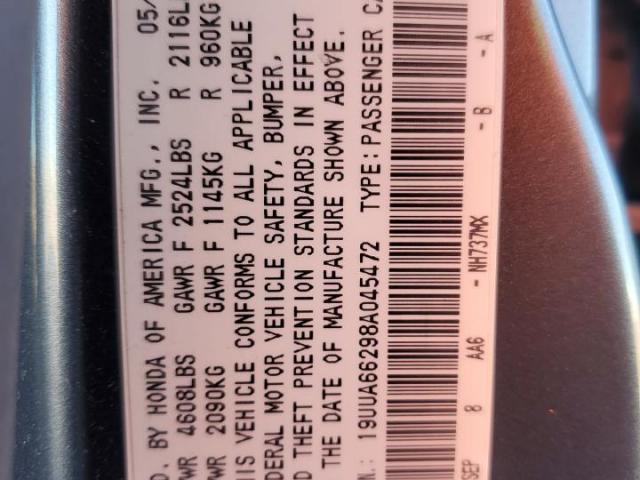 D. BY HONDA OF AMERICA MFG., INC. 05/
WR 4608LBS GAWR F 2524LBS R 2116L
WR 2090KG GAWR F 1145KG R 960KG
HIS VEHICLE CONFORMS TO ALL APPLICABLE
DERAL MOTOR VEHICLE SAFETY, BUMPER,
D THEFT PREVENTION STANDARDS IN EFFECT
THE DATE OF MANUFACTURE SHOWN ABOVE.
N.: 19UUA66298A045472 TYPE: PASSENGER CA
SEP 8 AA6 - NH737MX - B - A